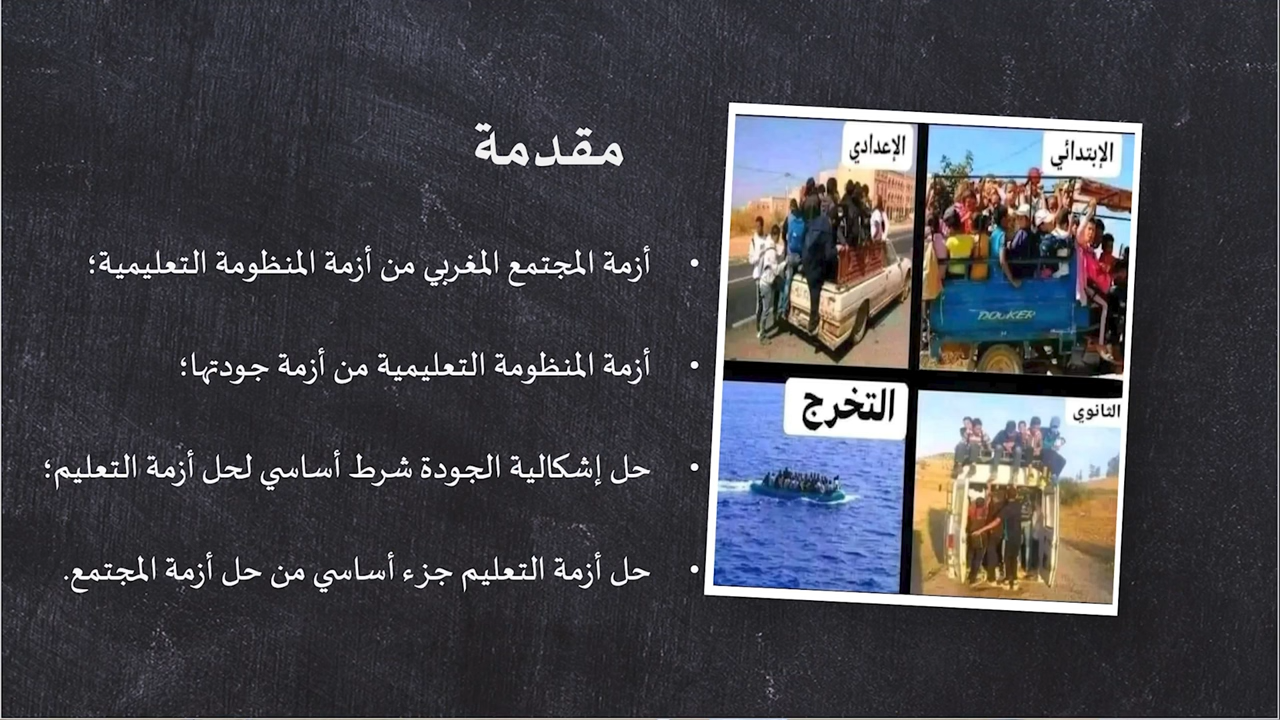 مقدمة
أزمة المجتمع المغربي من أزمة المنظومة التعليمية؛
أزمة المنظومة التعليمية من أزمة جودتها؛
حل إشكالية الجودة شرط أساسي لحل أزمة التعليم؛
حل أزمة التعليم جزء أساسي من حل أزمة المجتمع.
الإبتدائي
DOCKER
الإعدادي
الثانوي
التخرج